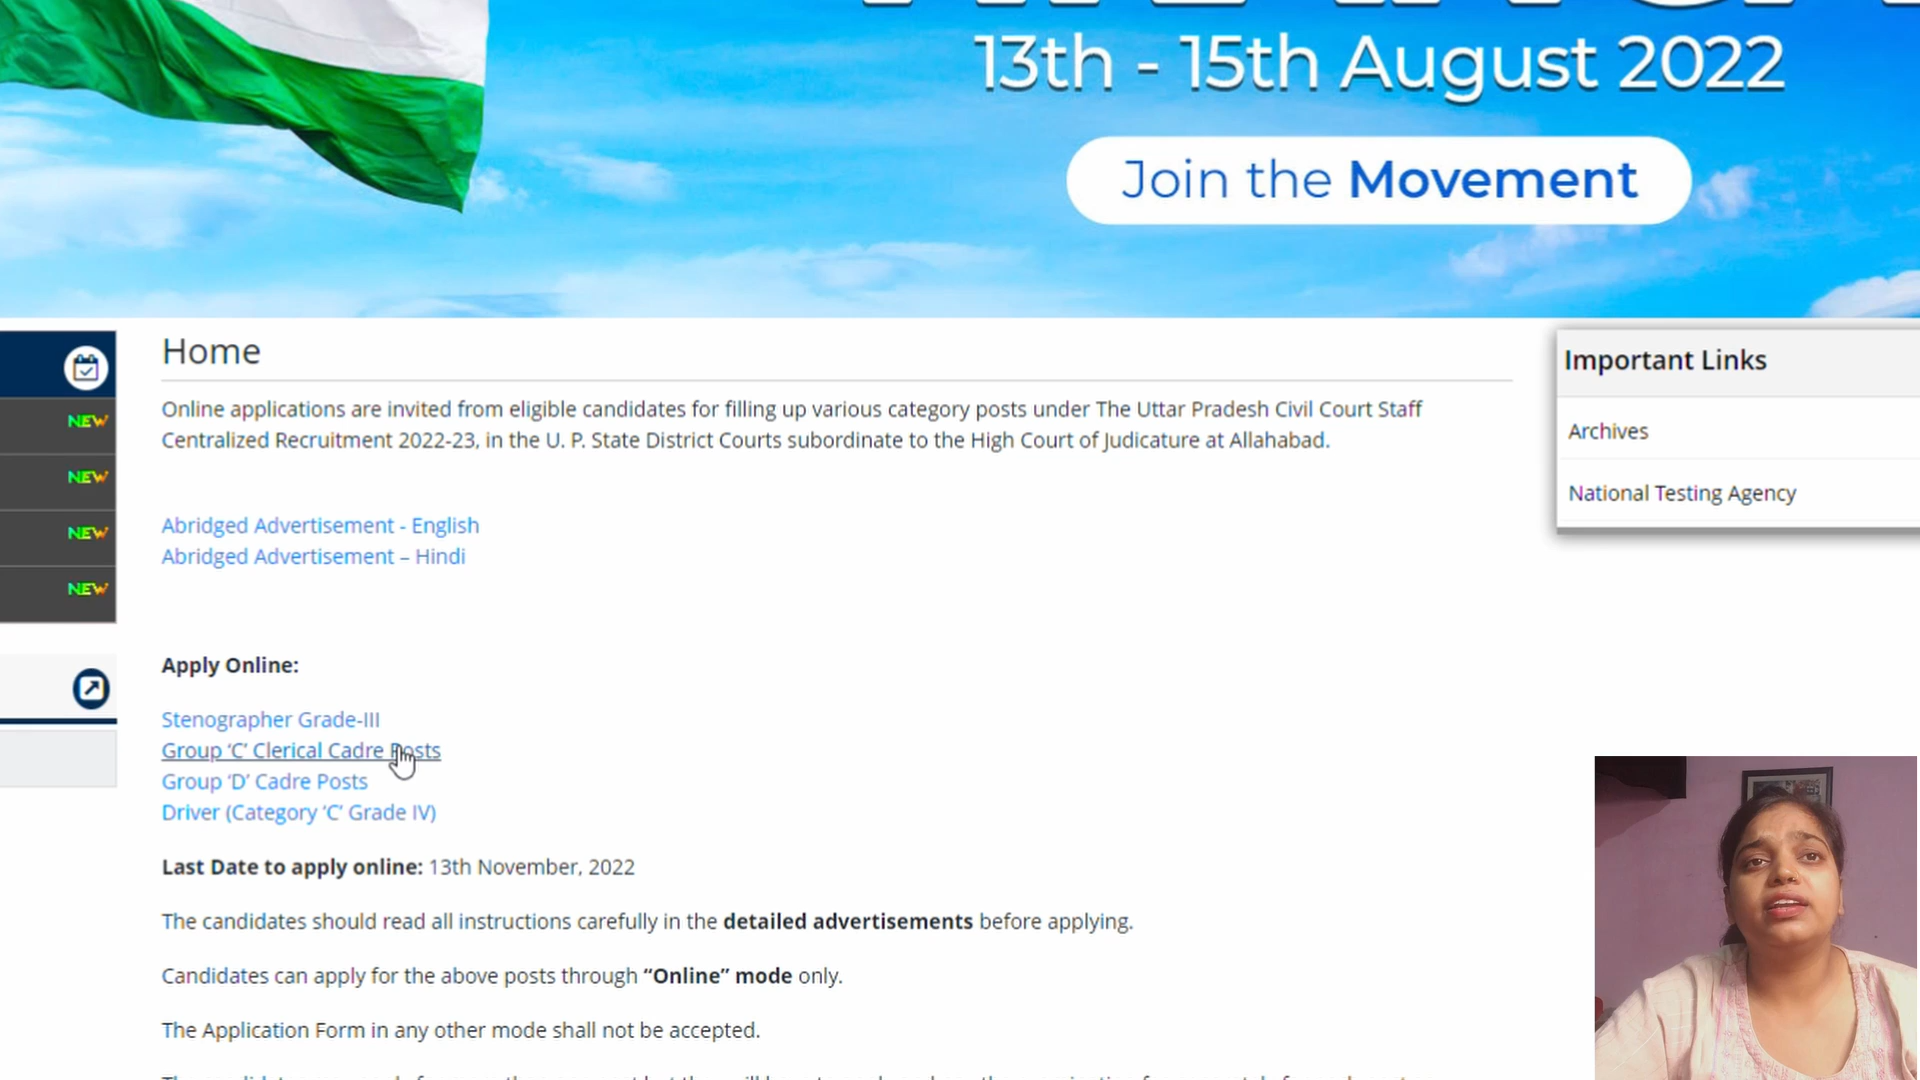 13th - 15th August 2022
Join the Movement
NEW
NEW
NEW
NEW
Home
Online applications are invited from eligible candidates for filling up various category posts under The Uttar Pradesh Civil Court Staff
Centralized Recruitment 2022-23, in the U. P. State District Courts subordinate to the High Court of Judicature at Allahabad.
Abridged Advertisement - English
Abridged Advertisement – Hindi
Apply Online:
Stenographer Grade-III
Group ‘C’ Clerical Cadre Posts
Group ‘D’ Cadre Posts
Driver (Category ‘C’ Grade IV)
Last Date to apply online: 13th November, 2022
The candidates should read all instructions carefully in the detailed advertisements before applying.
Candidates can apply for the above posts through “Online” mode only.
The Application Form in any other mode shall not be accepted.
Important Links
Archives
National Testing Agency